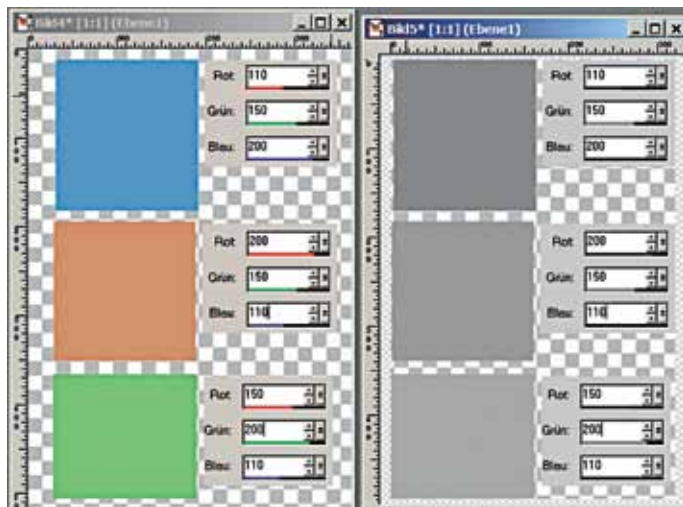 Bild4* [1:1] (Ebene1)
Rot: 110
Grün: 150
Blau: 200
Rot: 200
Grün: 150
Blau: 110
Rot: 150
Grün: 200
Blau: 110
Bild5* [1:1] (Ebene1)
Rot: 110
Grün: 150
Blau: 200
Rot: 200
Grün: 150
Blau: 110
Rot: 150
Grün: 200
Blau: 110